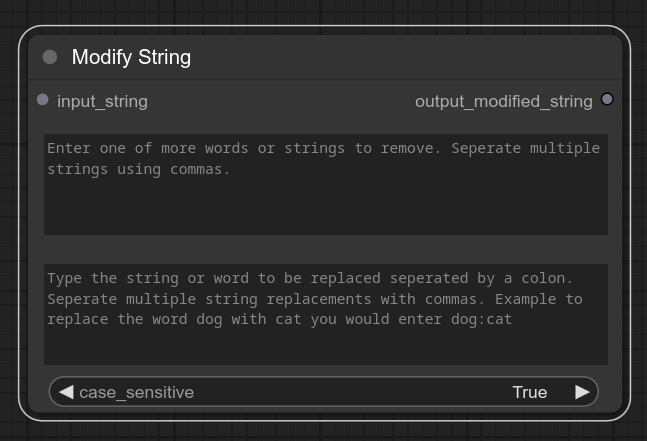 Modify String
input_string
output_modified_string
Enter one of more words or strings to remove. Seperate multiple
strings using commas.
Type the string or word to be replaced seperated by a colon.
Seperate multiple string replacements with commas. Example to
replace the word dog with cat you would enter dog:cat
case_sensitive True